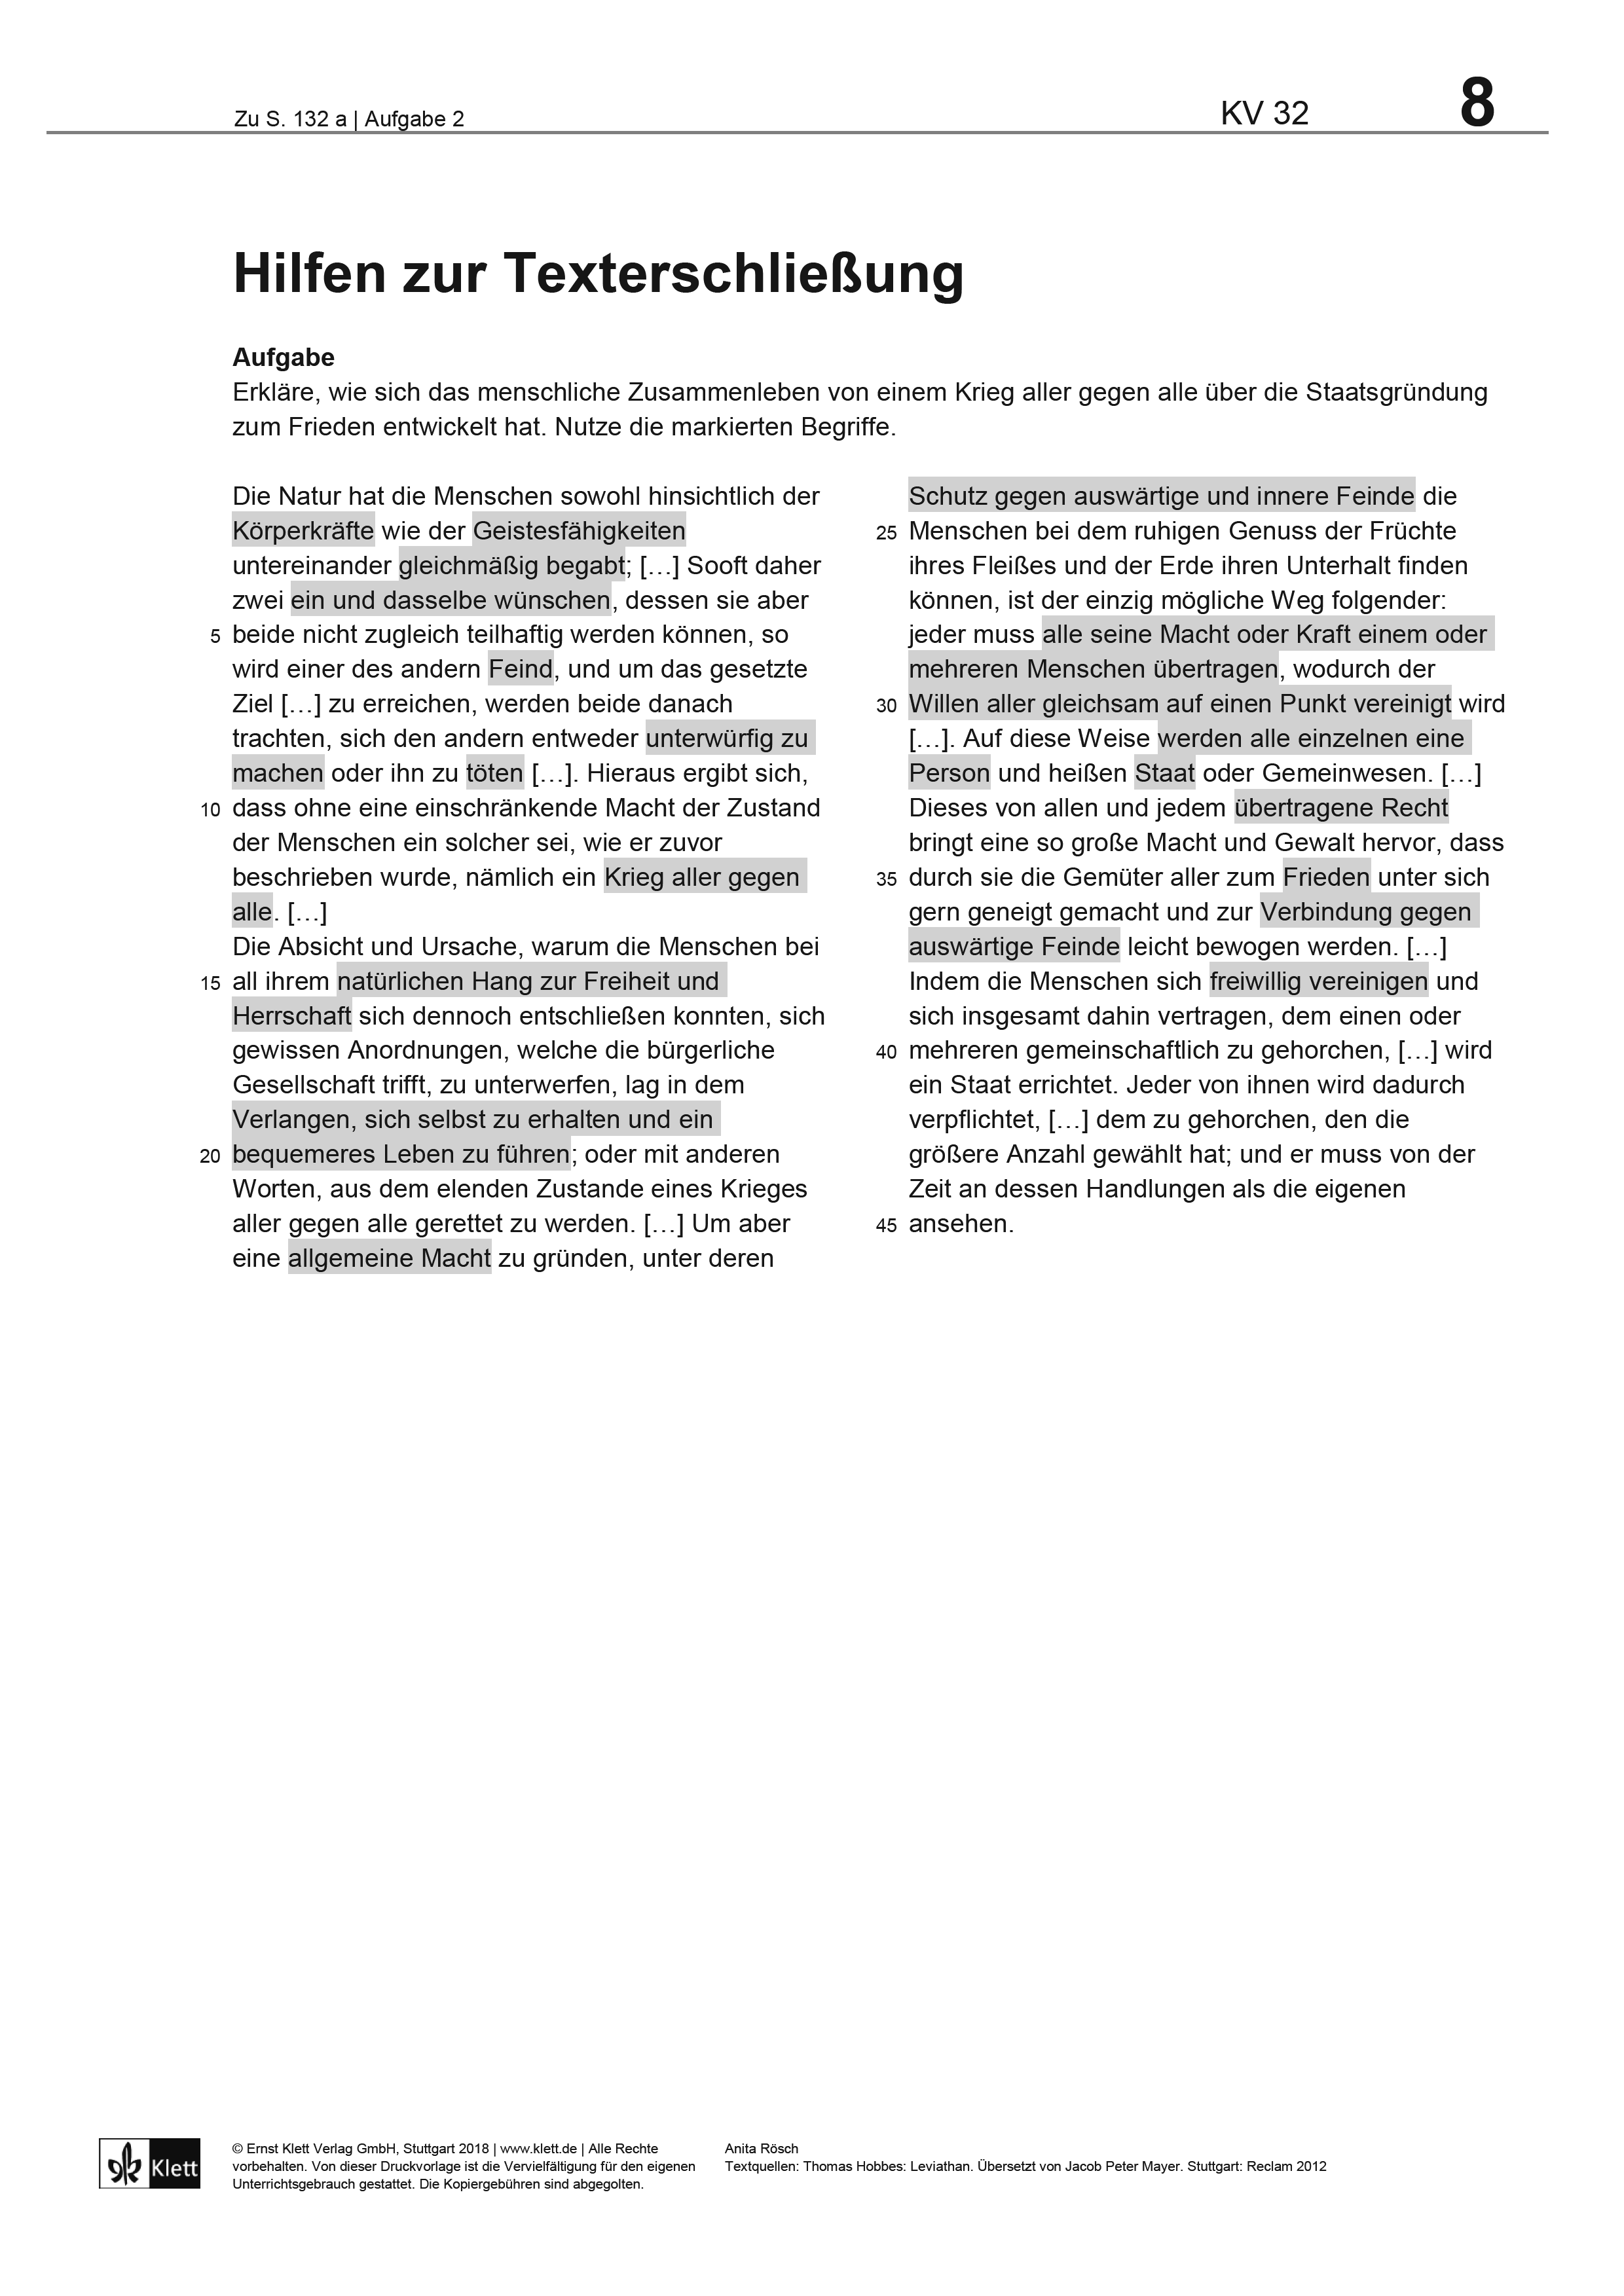 Zu S. 132 a | Aufgabe 2
KV 32
8
Hilfen zur Texterschließung
Aufgabe
Erkläre, wie sich das menschliche Zusammenleben von einem Krieg aller gegen alle über die Staatsgründung
zum Frieden entwickelt hat. Nutze die markierten Begriffe.
Die Natur hat die Menschen sowohl hinsichtlich der
Körperkräfte wie der Geistesfähigkeiten
untereinander gleichmäßig begabt; […] Sooft daher
zwei ein und dasselbe wünschen, dessen sie aber
5 beide nicht zugleich teilhaftig werden können, so
wird einer des andern Feind, und um das gesetzte
Ziel […] zu erreichen, werden beide danach
trachten, sich den andern entweder unterwürfig zu
machen oder ihn zu töten […]. Hieraus ergibt sich,
10 dass ohne eine einschränkende Macht der Zustand
der Menschen ein solcher sei, wie er zuvor
beschrieben wurde, nämlich ein Krieg aller gegen
alle. […]
Die Absicht und Ursache, warum die Menschen bei
15 all ihrem natürlichen Hang zur Freiheit und
Herrschaft sich dennoch entschließen konnten, sich
gewissen Anordnungen, welche die bürgerliche
Gesellschaft trifft, zu unterwerfen, lag in dem
Verlangen, sich selbst zu erhalten und ein
20 bequemeres Leben zu führen; oder mit anderen
Worten, aus dem elenden Zustande eines Krieges
aller gegen alle gerettet zu werden. […] Um aber
eine allgemeine Macht zu gründen, unter deren
Schutz gegen auswärtige und innere Feinde die
25 Menschen bei dem ruhigen Genuss der Früchte
ihres Fleißes und der Erde ihren Unterhalt finden
können, ist der einzig mögliche Weg folgender:
jeder muss alle seine Macht oder Kraft einem oder
mehreren Menschen übertragen, wodurch der
30 Willen aller gleichsam auf einen Punkt vereinigt wird
[…]. Auf diese Weise werden alle einzelnen eine
Person und heißen Staat oder Gemeinwesen. […]
Dieses von allen und jedem übertragene Recht
bringt eine so große Macht und Gewalt hervor, dass
35 durch sie die Gemüter aller zum Frieden unter sich
gern geneigt gemacht und zur Verbindung gegen
auswärtige Feinde leicht bewogen werden. […]
Indem die Menschen sich freiwillig vereinigen und
sich insgesamt dahin vertragen, dem einen oder
40 mehreren gemeinschaftlich zu gehorchen, […] wird
ein Staat errichtet. Jeder von ihnen wird dadurch
verpflichtet, […] dem zu gehorchen, den die
größere Anzahl gewählt hat; und er muss von der
Zeit an dessen Handlungen als die eigenen
45 ansehen.
Klett
© Ernst Klett Verlag GmbH, Stuttgart 2018 | www.klett.de | Alle Rechte
vorbehalten. Von dieser Druckvorlage ist die Vervielfältigung für den eigenen
Unterrichtsgebrauch gestattet. Die Kopiergebühren sind abgegolten.
Anita Rösch
Textquellen: Thomas Hobbes: Leviathan. Übersetzt von Jacob Peter Mayer. Stuttgart: Reclam 2012